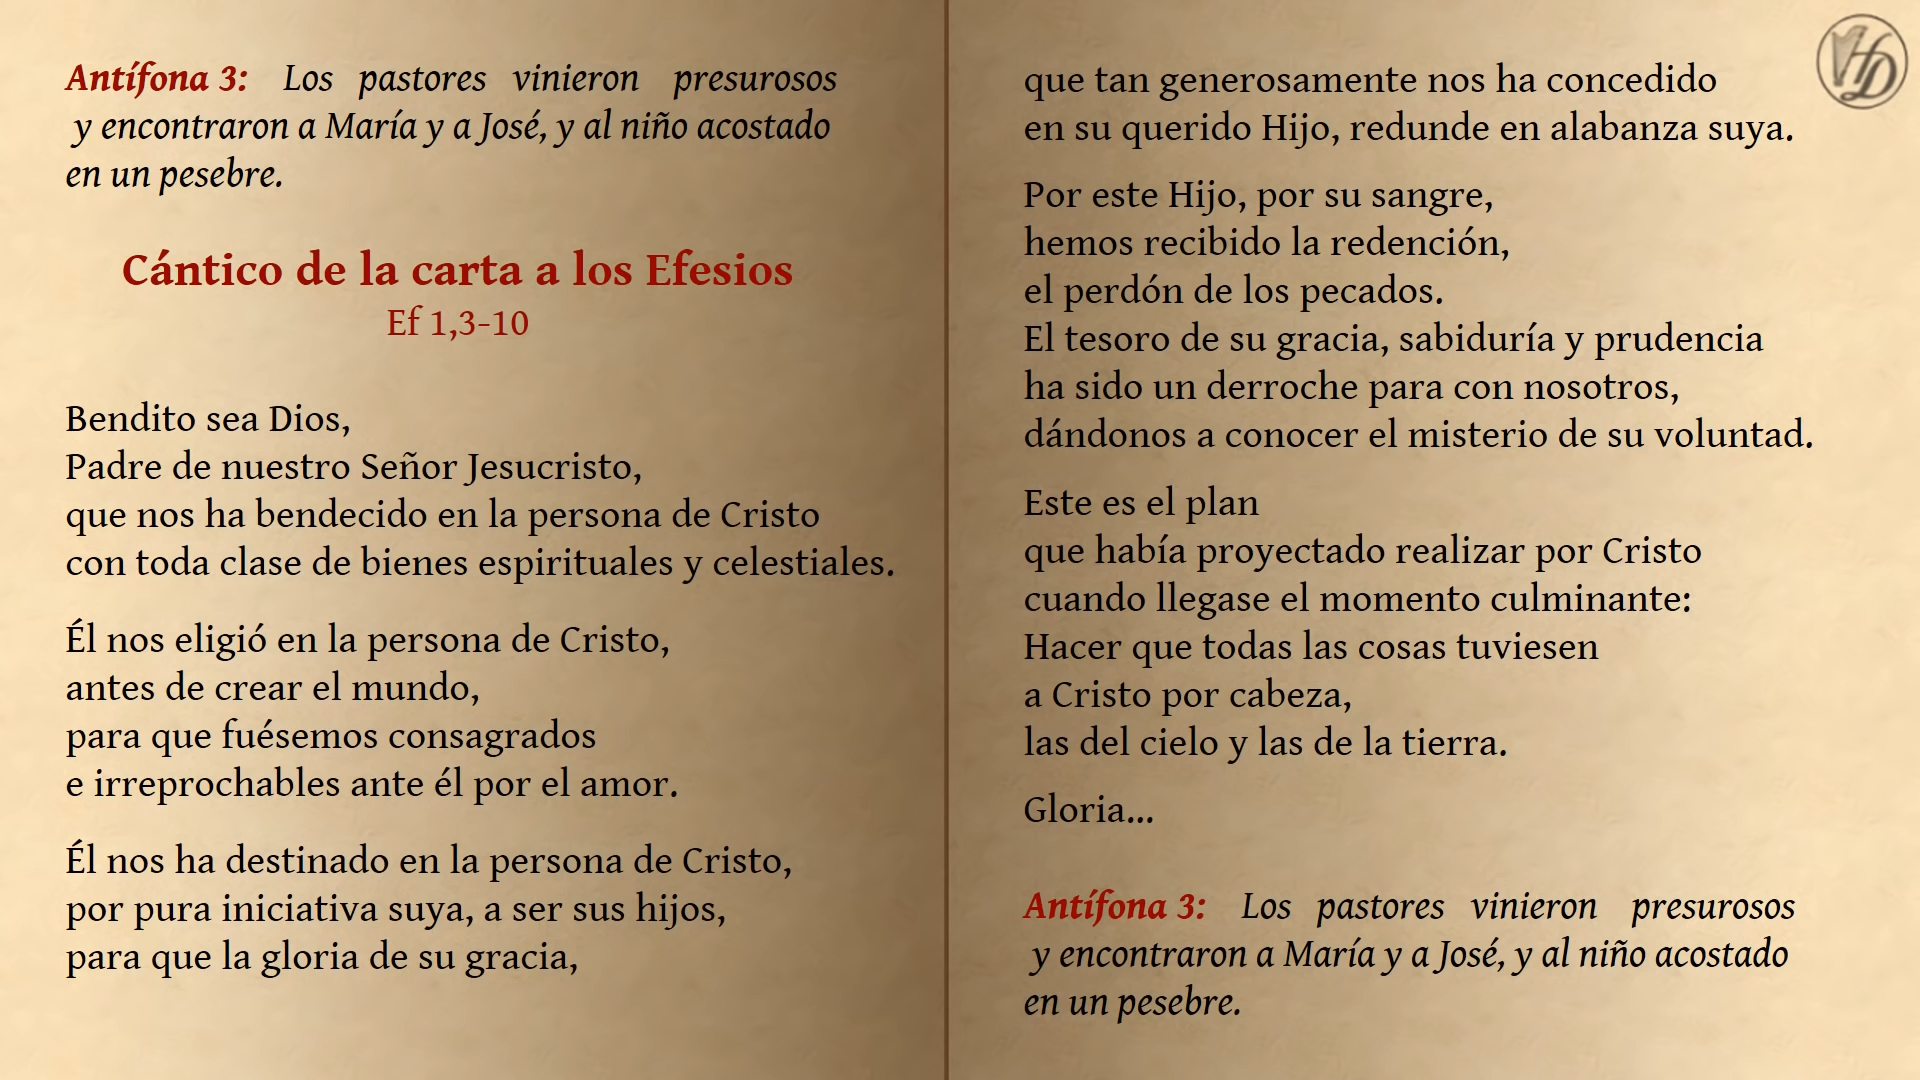 Antífona 3: Los pastores vinieron presurosos
y encontraron a María y a José, y al niño acostado
en un pesebre.
Cántico de la carta a los Efesios
Ef 1,3-10
Bendito sea Dios,
Padre de nuestro Señor Jesucristo,
que nos ha bendecido en la persona de Cristo
con toda clase de bienes espirituales y celestiales.
Él nos eligió en la persona de Cristo,
antes de crear el mundo,
para que fuésemos consagrados
e irreprochables ante él por el amor.
Él nos ha destinado en la persona de Cristo,
por pura iniciativa suya, a ser sus hijos,
para que la gloria de su gracia,
que tan generosamente nos ha concedido
en su querido Hijo, redunde en alabanza suya.
Por este Hijo, por su sangre,
hemos recibido la redención,
el perdón de los pecados.
El tesoro de su gracia, sabiduría y prudencia
ha sido un derroche para con nosotros,
dándonos a conocer el misterio de su voluntad.
Este es el plan
que había proyectado realizar por Cristo
cuando llegase el momento culminante:
Hacer que todas las cosas tuviesen
a Cristo por cabeza,
las del cielo y las de la tierra.
Gloria...
Antífona 3: Los pastores vinieron presurosos
y encontraron a María y a José, y al niño acostado
en un pesebre.
HD